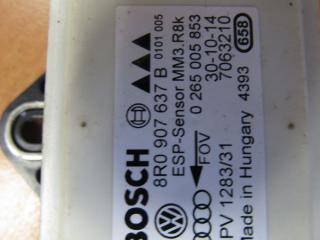 BOSCH
8R0 907 637 B 0101 005
ESP-Sensor MM3.R8k
FOV 0 265 005 853
30-10-14
PV 1283/31 7063210
Made in Hungary 4393 658